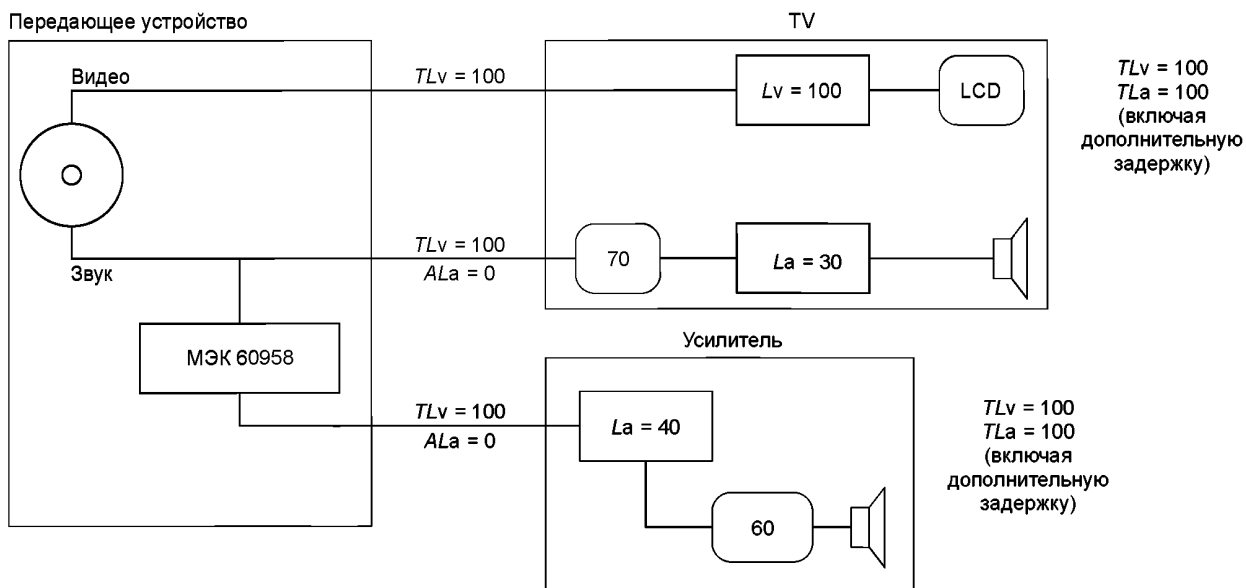 Передающее устройство
TV
Видео
TLv = 100
Lv = 100
LCD
TLv = 100
TLa = 100
(включая
дополнительную
задержку)
Звук
TLv = 100
ALa = 0
70
La = 30
МЭК 60958
Усилитель
TLv = 100
ALa = 0
La = 40
60
TLv = 100
TLa = 100
(включая
дополнительную
задержку)